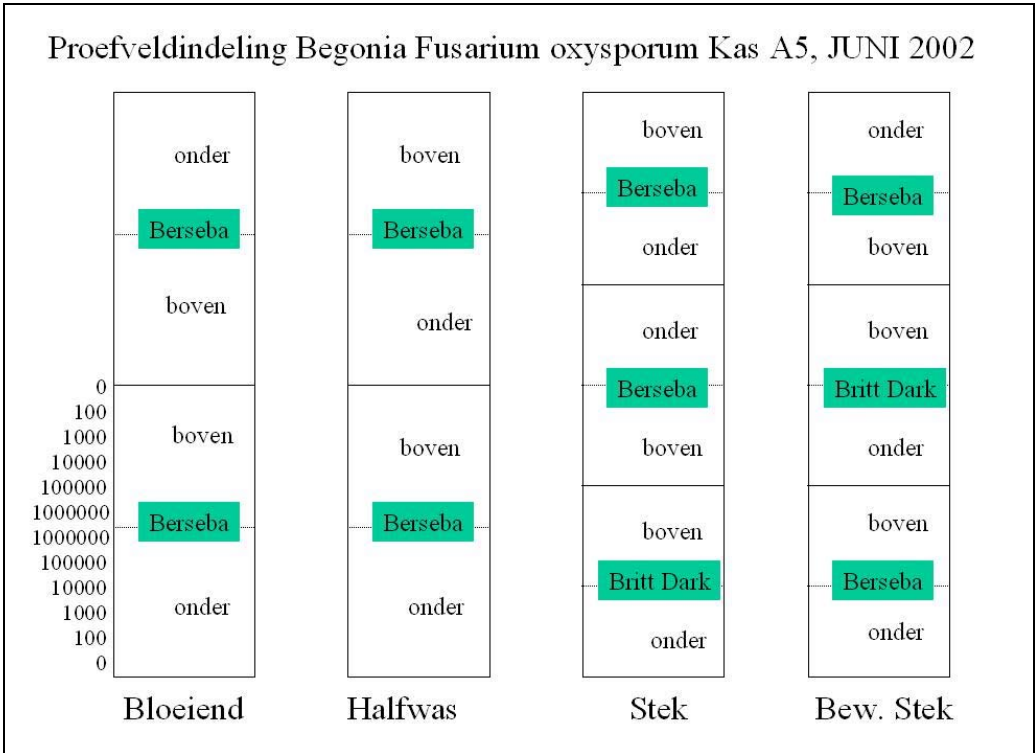 Proefveldindeling Begonia Fusarium oxysporum Kas A5, JUNI 2002
onder
Berseba
boven
0
100
1000
10000
100000
1000000
1000000
100000
10000
1000
100
0
boven
Berseba
onder
Bloeiend
boven
Berseba
onder
boven
Berseba
onder
Halfwas
boven
Berseba
onder
onder
Berseba
boven
boven
Britt Dark
onder
Stek
onder
Berseba
boven
boven
Britt Dark
onder
boven
Berseba
onder
Bew. Stek